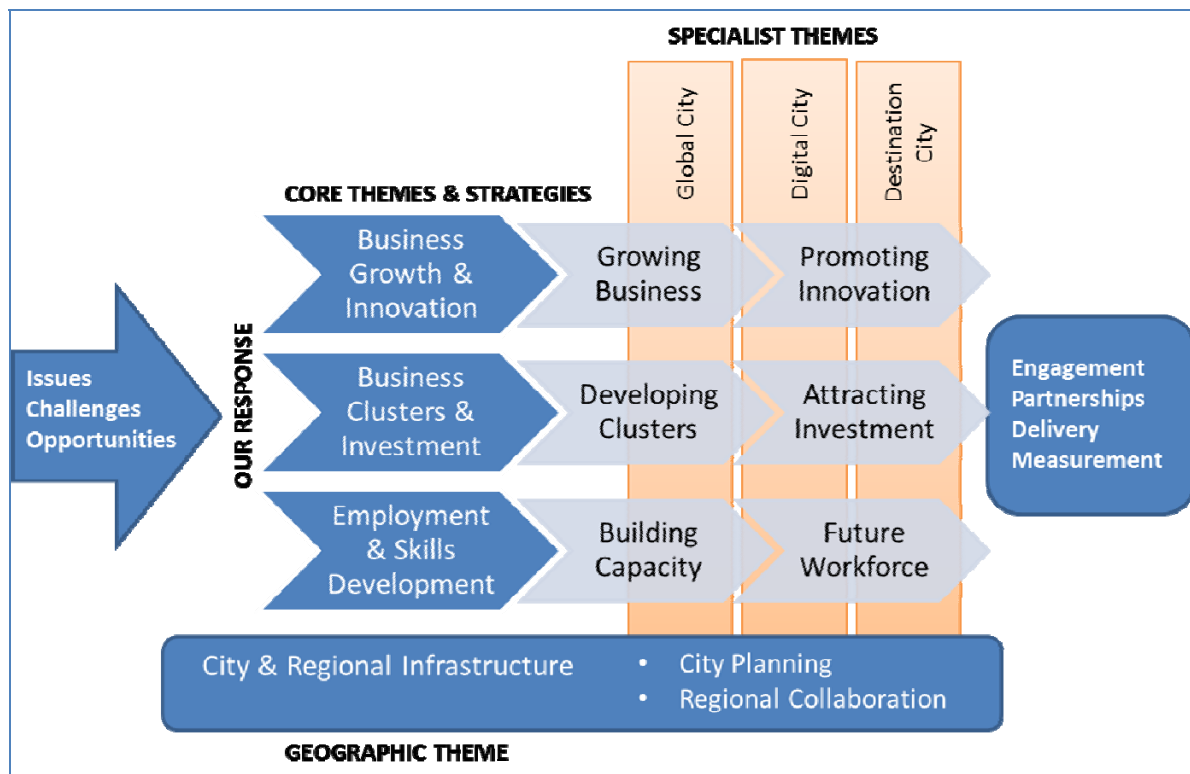 SPECIALIST THEMES
Global City
Digital City
Destination
City
CORE THEMES & STRATEGIES
Issues
Challenges
Opportunities
OUR RESPONSE
Business
Growth &
Innovation
Growing
Business
Promoting
Innovation
Business
Clusters &
Investment
Developing
Clusters
Attracting
Investment
Employment
& Skills
Development
Building
Capacity
Future
Workforce
Engagement
Partnerships
Delivery
Measurement
City & Regional Infrastructure
• City Planning
• Regional Collaboration
GEOGRAPHIC THEME